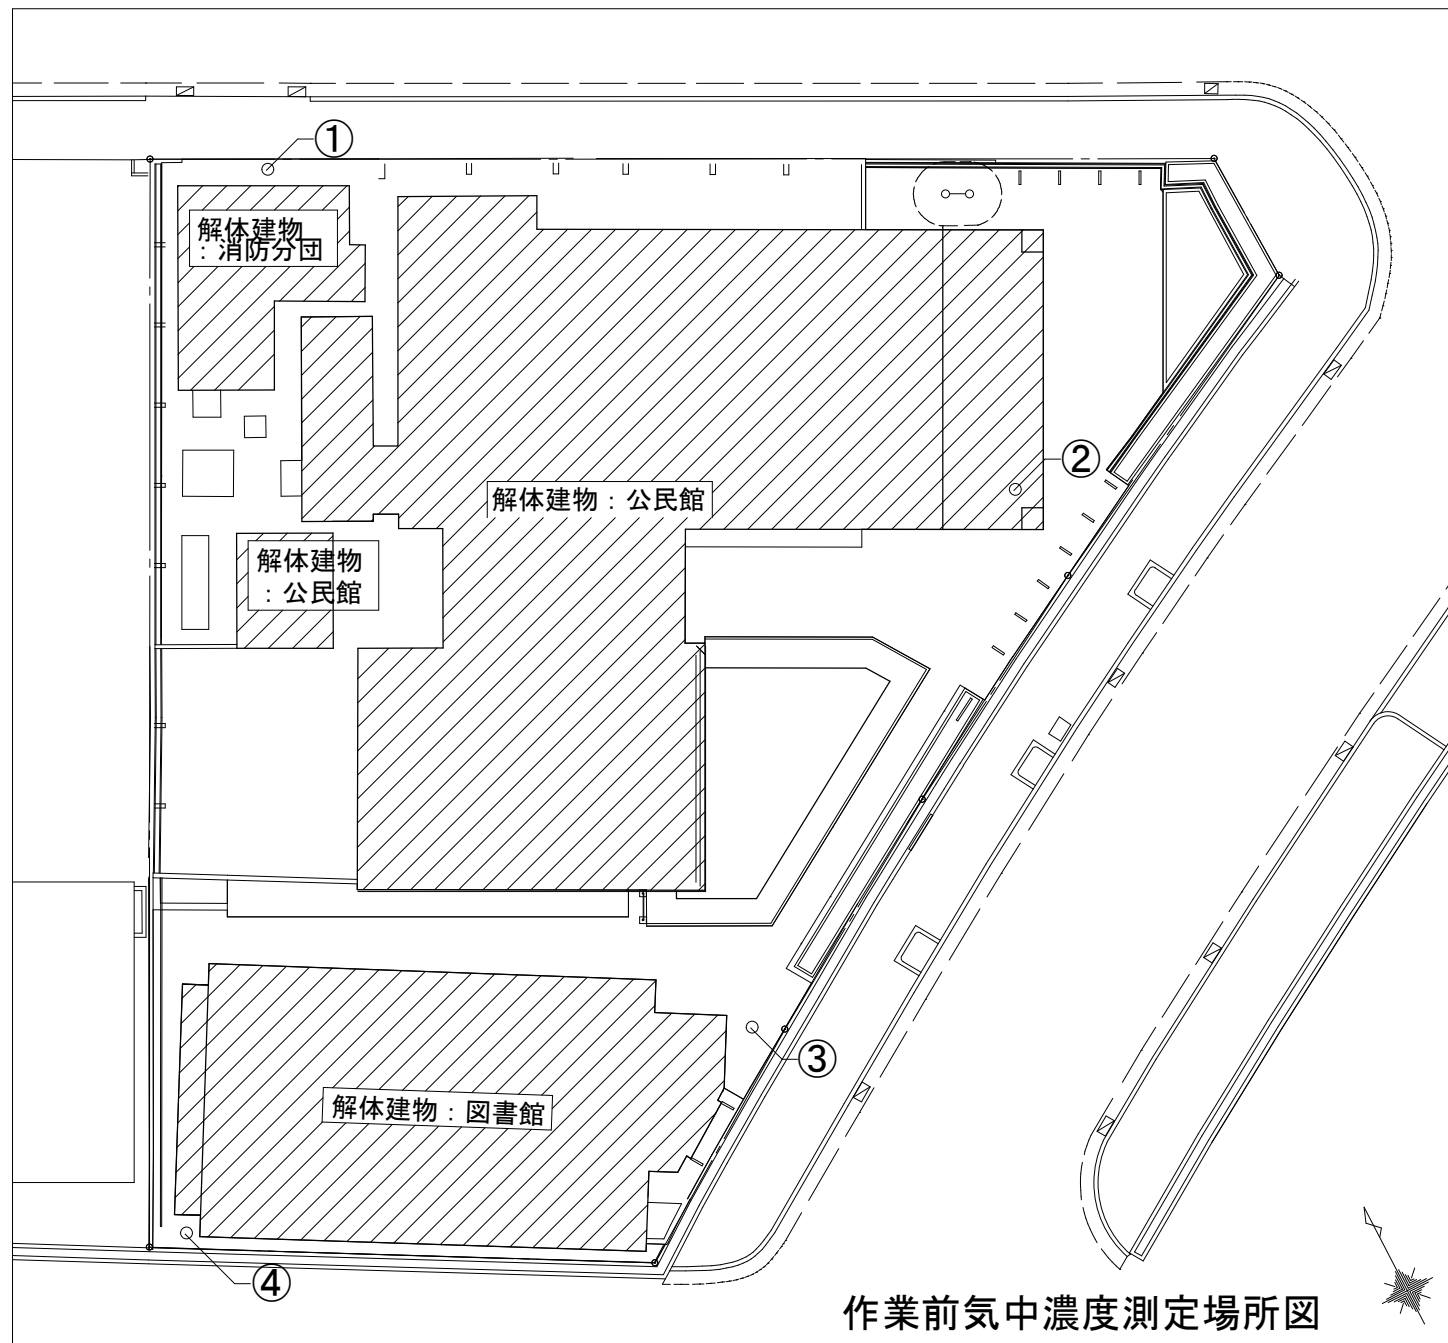 ①
解体建物
：消防分団
②
解体建物：公民館
解体建物
：公民館
③
解体建物：図書館
④
作業前気中濃度測定場所図